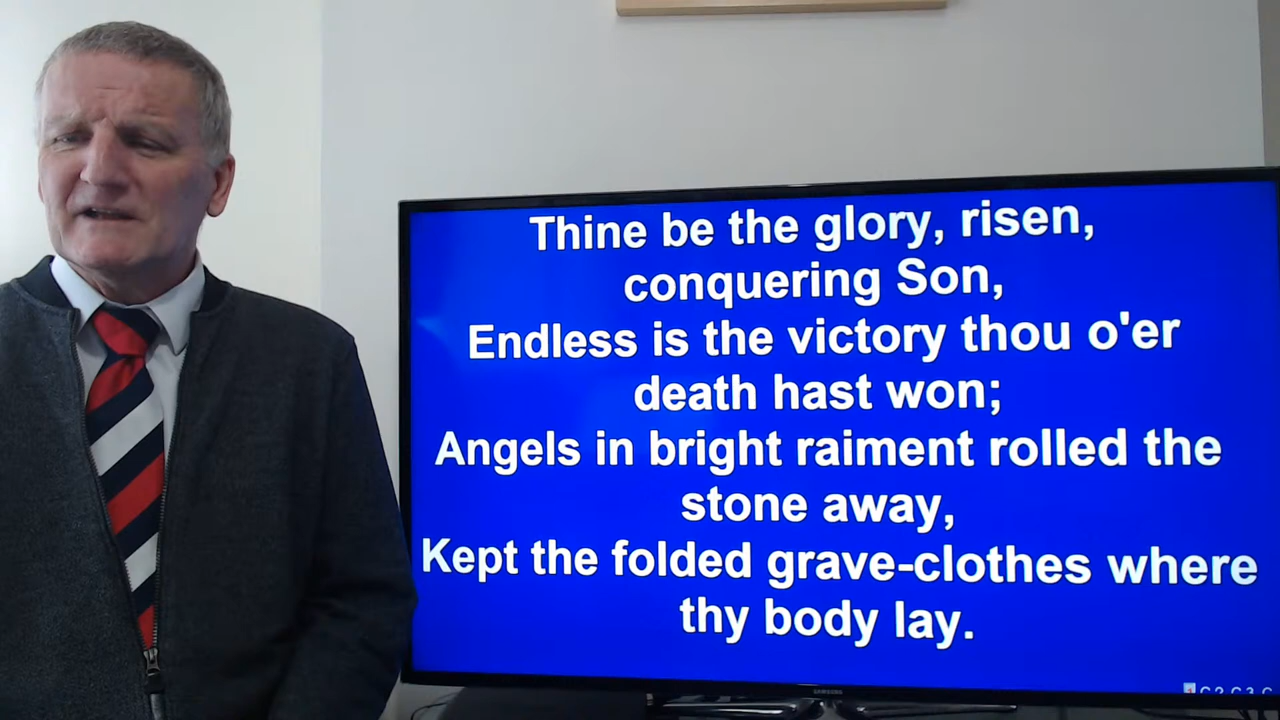 Thine be the glory, risen,
conquering Son,
Endless is the victory thou o'er
death hast won;
Angels in bright raiment rolled the
stone away,
Kept the folded grave-clothes where
thy body lay.
SAMSUNG